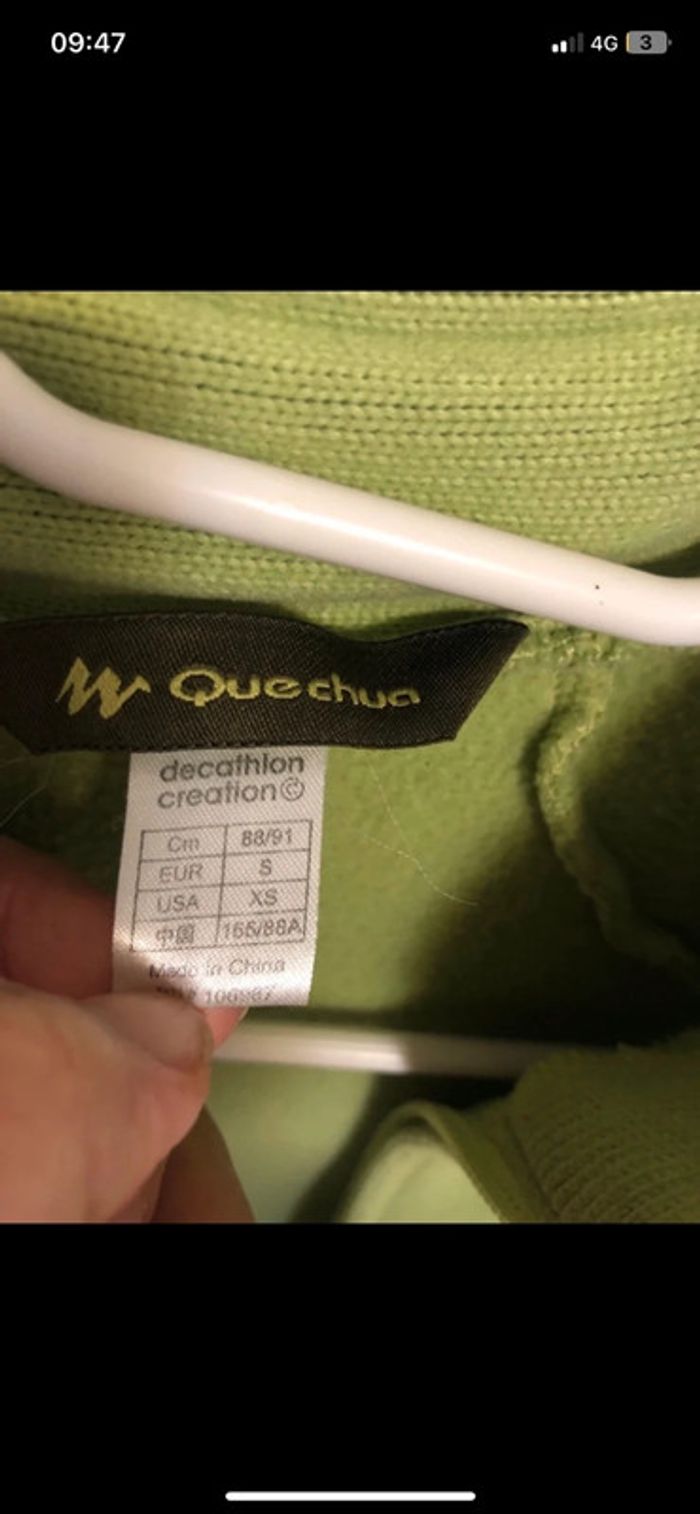 09:47
4G
3
Quechua
decathlon
creation©
Cm 88/91
EUR S
USA XS
中国 165/88A
Made in China